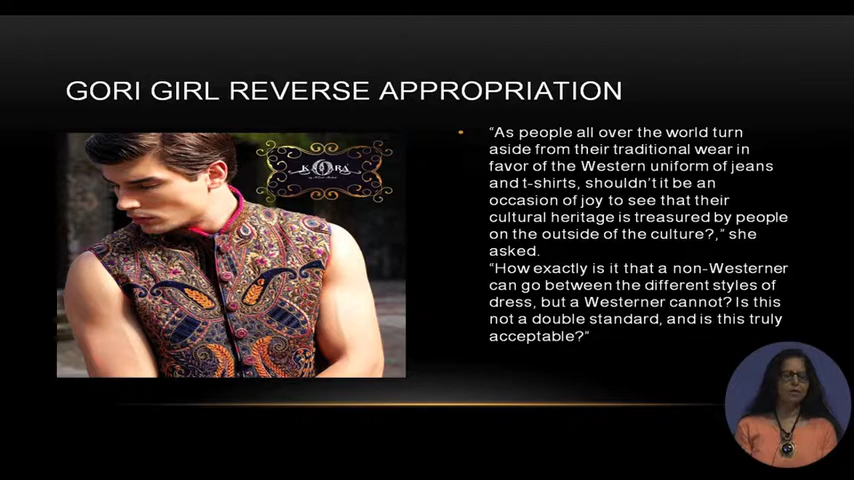 GORI GIRL REVERSE APPROPRIATION
KORA
• “As people all over the world turn
aside from their traditional wear in
favor of the Western uniform of jeans
and t-shirts, shouldn’t it be an
occasion of joy to see that their
cultural heritage is treasured by people
on the outside of the culture?,” she
asked.
“How exactly is it that a non-Westerner
can go between the different styles of
dress, but a Westerner cannot? Is this
not a double standard, and is this truly
acceptable?”